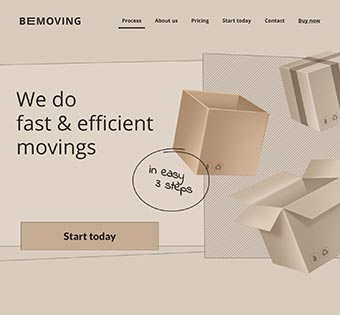 BEMOVING
Process About us Pricing Start today Contact Buy now
We do
fast & efficient
movings
in easy
3 steps
Start today